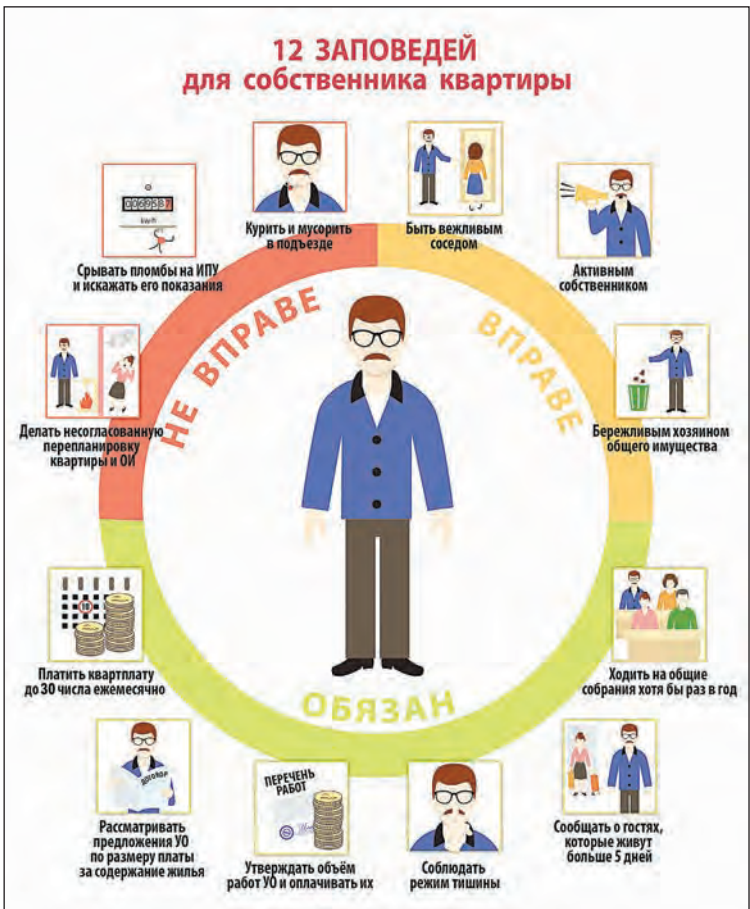 12 ЗАПОВЕДЕЙ
для собственника квартиры
Курить и мусорить
в подъезде
Быть вежливым
соседом
Активным
собственником
Бережливым хозяином
общего имущества
ВПРАВЕ
НЕ ВПРАВЕ
0069587
Срывать пломбы на ИПУ
и искажать его показания
Делать несогласованную
перепланировку
квартиры и ОИ
ОБЯЗАН
Платить квартплату
до 30 числа ежемесячно
ДОГОВОР
Рассматривать
предложения УО
по размеру платы
за содержание жилья
ПЕРЕЧЕНЬ
РАБОТ
Утверждать объём
работ УО и оплачивать их
Соблюдать
режим тишины
Сообщать о гостях,
которые живут
больше 5 дней
Ходить на общие
собрания хотя бы раз в год